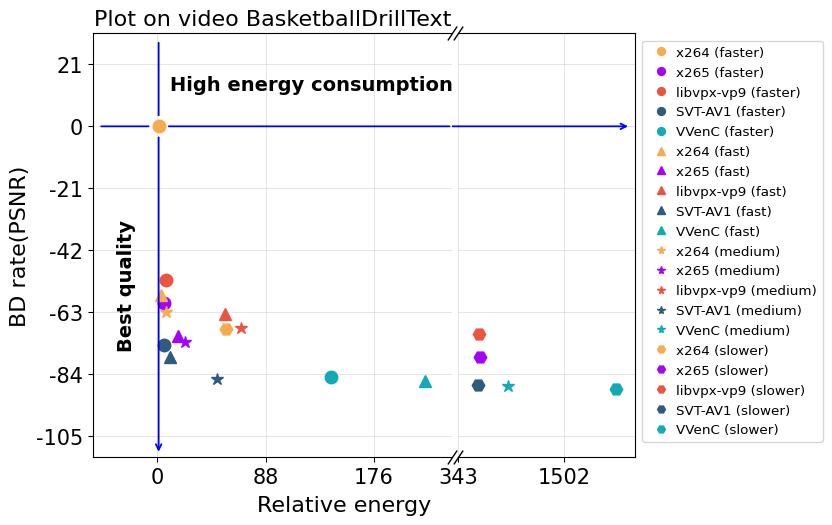 Plot on video BasketballDrillText
High energy consumption
Best quality
BD rate(PSNR)
21
0
-21
-42
-63
-84
-105
0 88 176 343 1502
Relative energy
x264 (faster)
x265 (faster)
libvpx-vp9 (faster)
SVT-AV1 (faster)
VVenC (faster)
x264 (fast)
x265 (fast)
libvpx-vp9 (fast)
SVT-AV1 (fast)
VVenC (fast)
x264 (medium)
x265 (medium)
libvpx-vp9 (medium)
SVT-AV1 (medium)
VVenC (medium)
x264 (slower)
x265 (slower)
libvpx-vp9 (slower)
SVT-AV1 (slower)
VVenC (slower)